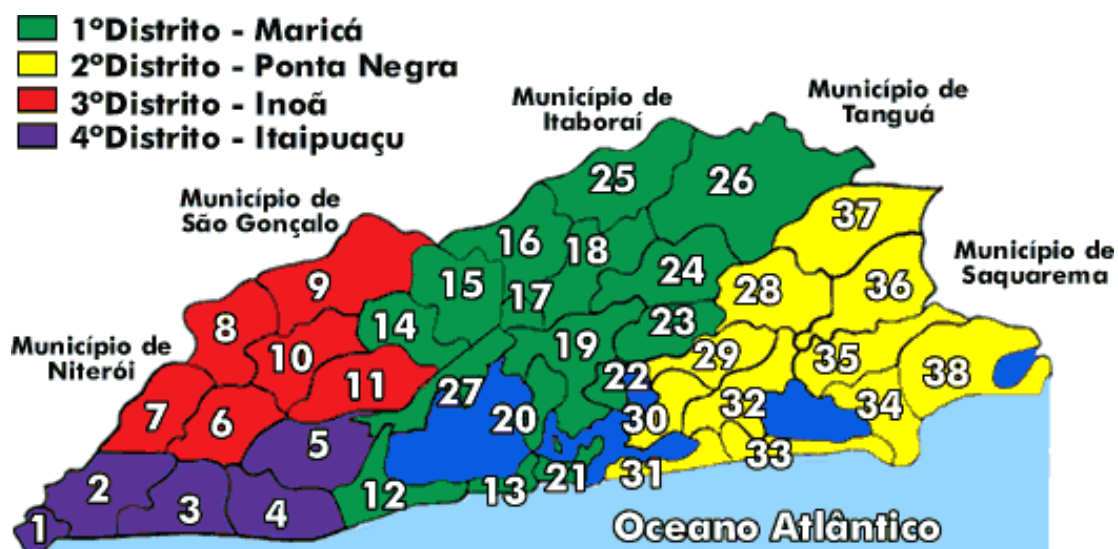 1ºDistrito - Maricá
2ºDistrito - Ponta Negra
3ºDistrito - Inoã
4ºDistrito - Itaipuaçu
Município de
Itaboraí
Município de
Tanguá
Município de
São Gonçalo
Município de
Saquarema
Município de
Niterói
25
26
37
16
18
24
28
36
15
17
9
14
23
8
10
19
29
35
38
11
27
22
7
6
5
20
30
32
34
2
12
13
21
31
33
1
3
4
Oceano Atlântico